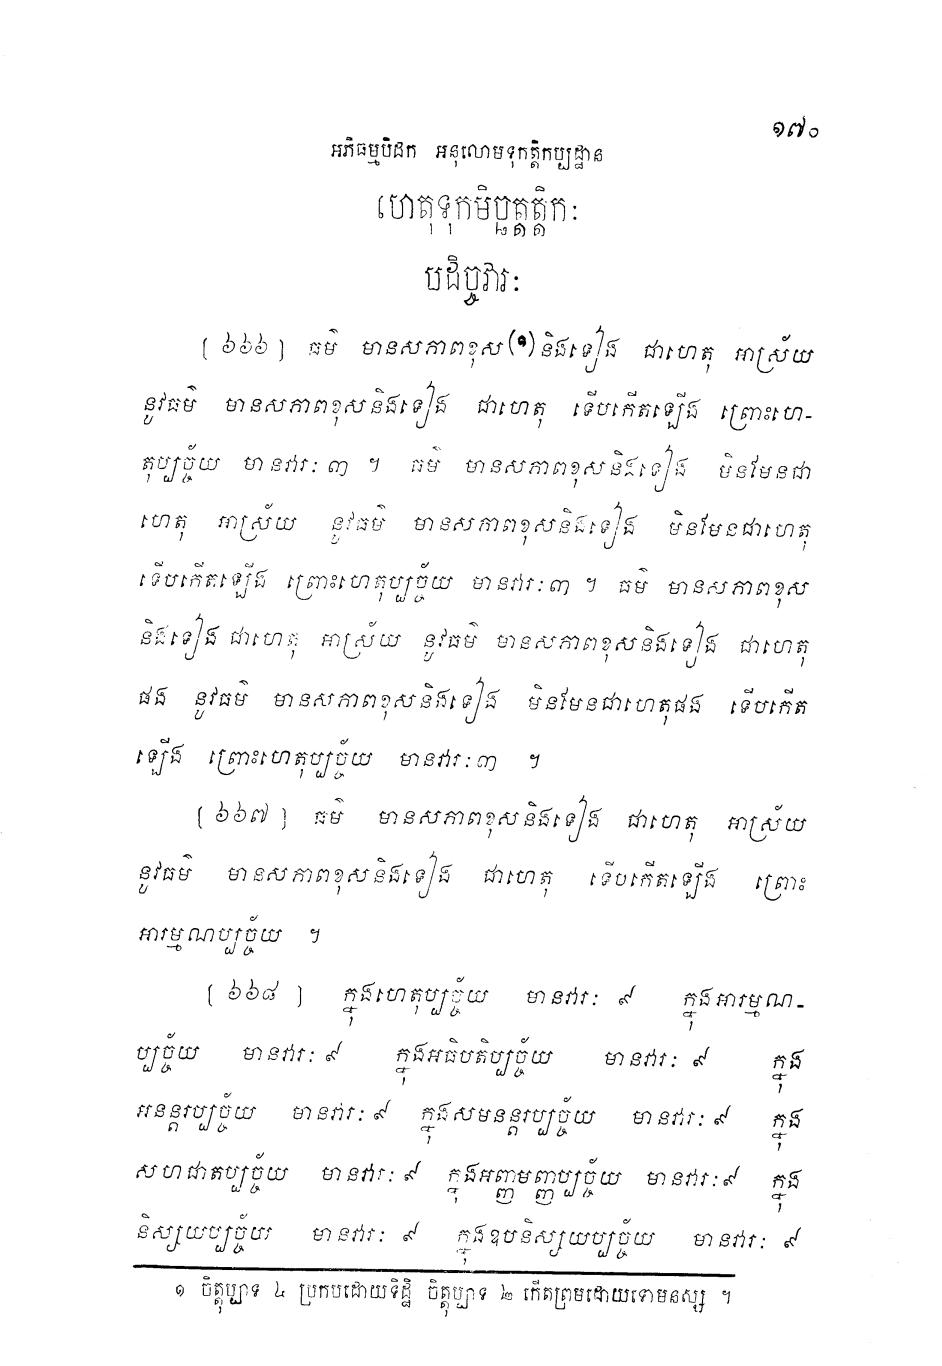 ១៧០
អភិធម្មបិដក អនុលោមទុកត្តិកប្បដ្ឋាន
ហេតុទុកមិច្ឆត្តត្តិកៈ
បដិច្ចវារៈ
[ ៦៦៦ ] ធម៌ មានសភាពខុស(១)និងទៀង ជាហេតុ អាស្រ័យ
នូវធម៌ មានសភាពខុសនិងទៀង ជាហេតុ ទើបកើតឡើង ព្រោះហេ-
តុប្បច្ច័យ មានវារៈ៣ ។ ធម៌ មានសភាពខុសនិងទៀង មិនមែនជា
ហេតុ អាស្រ័យ នូវធម៌ មានសភាពខុសនិងទៀង មិនមែនជាហេតុ
ទើបកើតឡើង ព្រោះហេតុប្បច្ច័យ មានវារៈ៣ ។ ធម៌ មានសភាពខុស
និងទៀង ជាហេតុ អាស្រ័យ នូវធម៌ មានសភាពខុសនិងទៀង ជាហេតុ
ផង នូវធម៌ មានសភាពខុសនិងទៀង មិនមែនជាហេតុផង ទើបកើត
ឡើង ព្រោះហេតុប្បច្ច័យ មានវារៈ៣ ។
[ ៦៦៧ ] ធម៌ មានសភាពខុសនិងទៀង ជាហេតុ អាស្រ័យ
នូវធម៌ មានសភាពខុសនិងទៀង ជាហេតុ ទើបកើតឡើង ព្រោះ
អារម្មណប្បច្ច័យ ។
[ ៦៦៨ ] ក្នុងហេតុប្បច្ច័យ មានវារៈ ៩ ក្នុងអារម្មណ-
ប្បច្ច័យ មានវារៈ ៩ ក្នុងអធិបតិប្បច្ច័យ មានវារៈ ៩ ក្នុង
អនន្តរប្បច្ច័យ មានវារៈ ៩ ក្នុងសមនន្តរប្បច្ច័យ មានវារៈ ៩ ក្នុង
សហជាតប្បច្ច័យ មានវារៈ ៩ ក្នុងអញ្ញមញ្ញប្បច្ច័យ មានវារៈ ៩ ក្នុង
និស្សយប្បច្ច័យ មានវារៈ ៩ ក្នុងឧបនិស្សយប្បច្ច័យ មានវារៈ ៩
១ ចិត្តុប្បាទ ៤ ប្រកបដោយទិដ្ឋិ ចិត្តុប្បាទ ២ កើតព្រមដោយទោមនស្ស ។